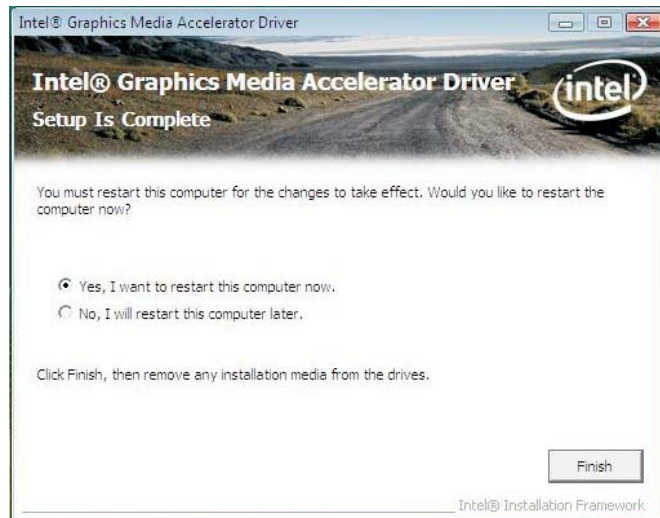 Intel® Graphics Media Accelerator Driver
Intel® Graphics Media Accelerator Driver
intel
Setup Is Complete
You must restart this computer for the changes to take effect. Would you like to restart the
computer now?
Yes, I want to restart this computer now.
No, I will restart this computer later.
Click Finish, then remove any installation media from the drives.
Finish
Intel® Installation Framework